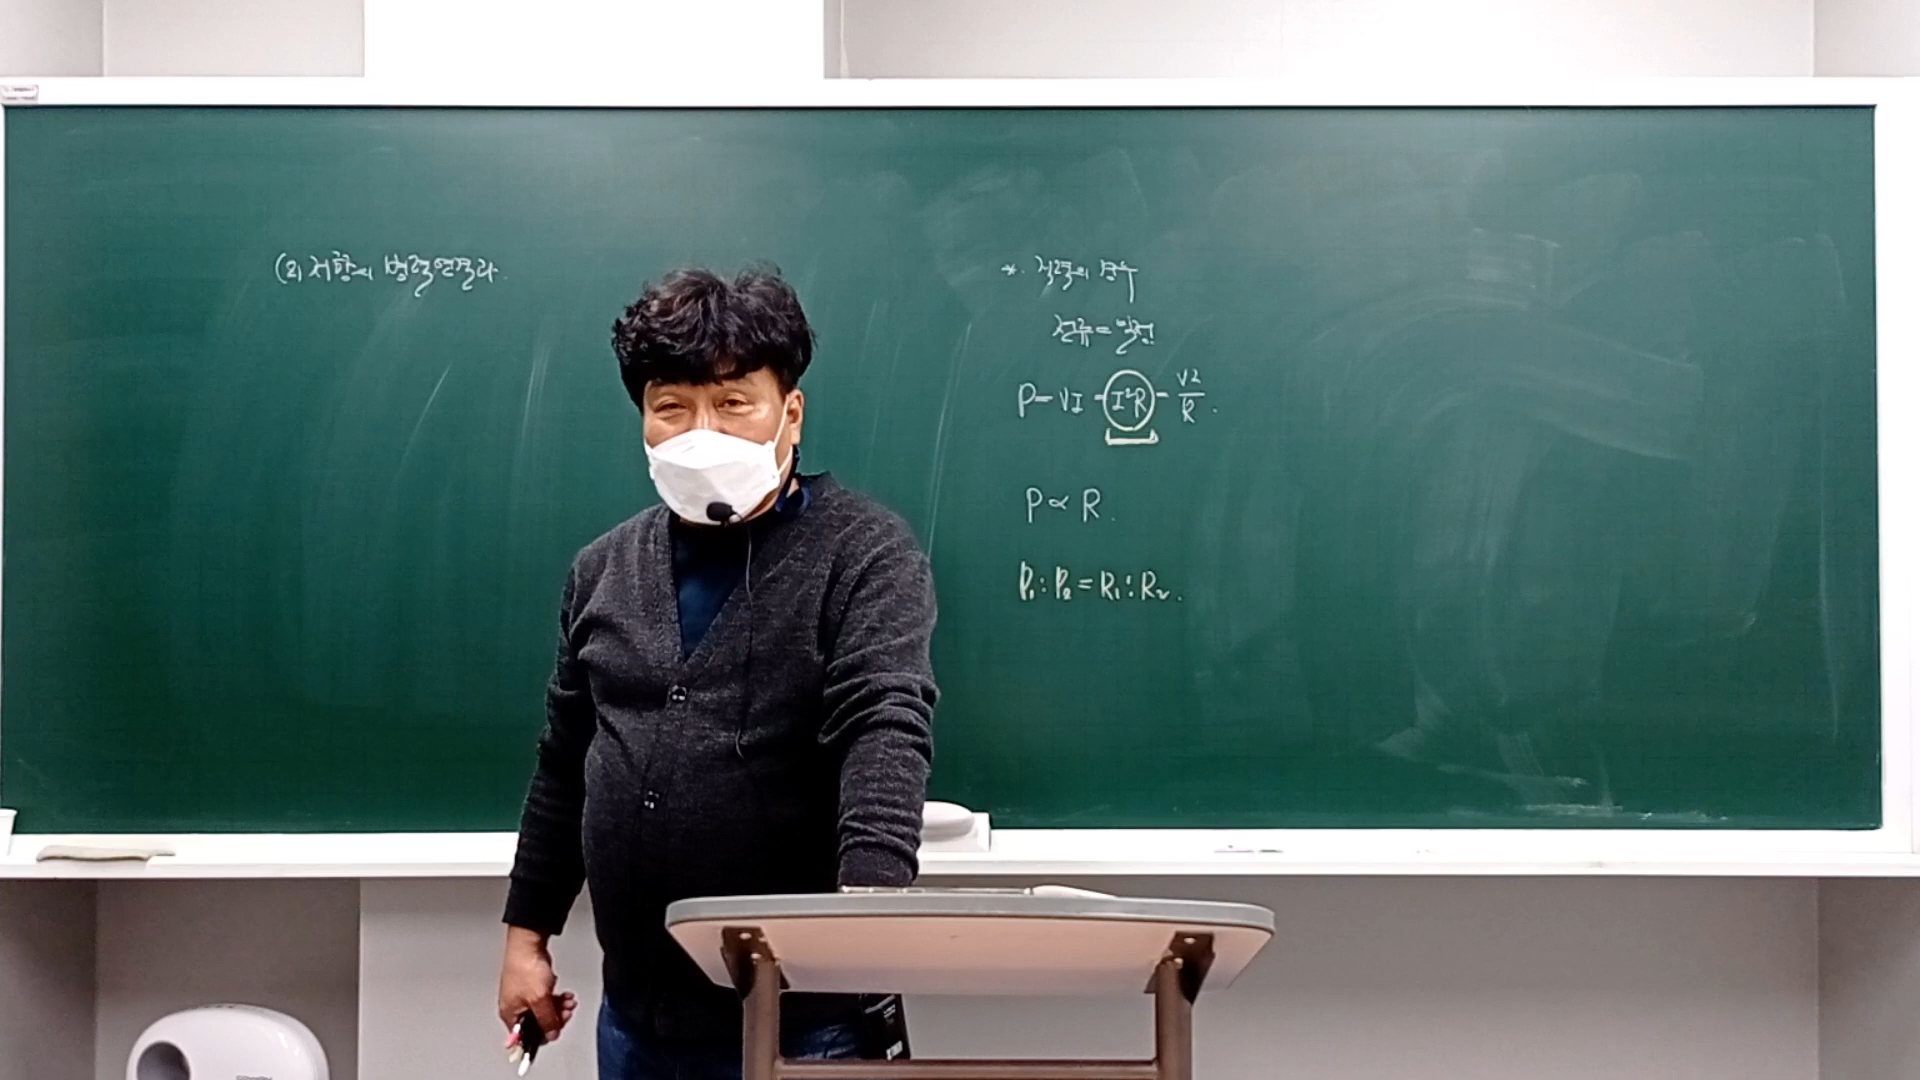 (2) 저항의 병렬연결과
*. 직렬의 경우
전류 = 일정
P = VI = I²R = V²/R.
P ∝ R.
P₁ : P₂ = R₁ : R₂.